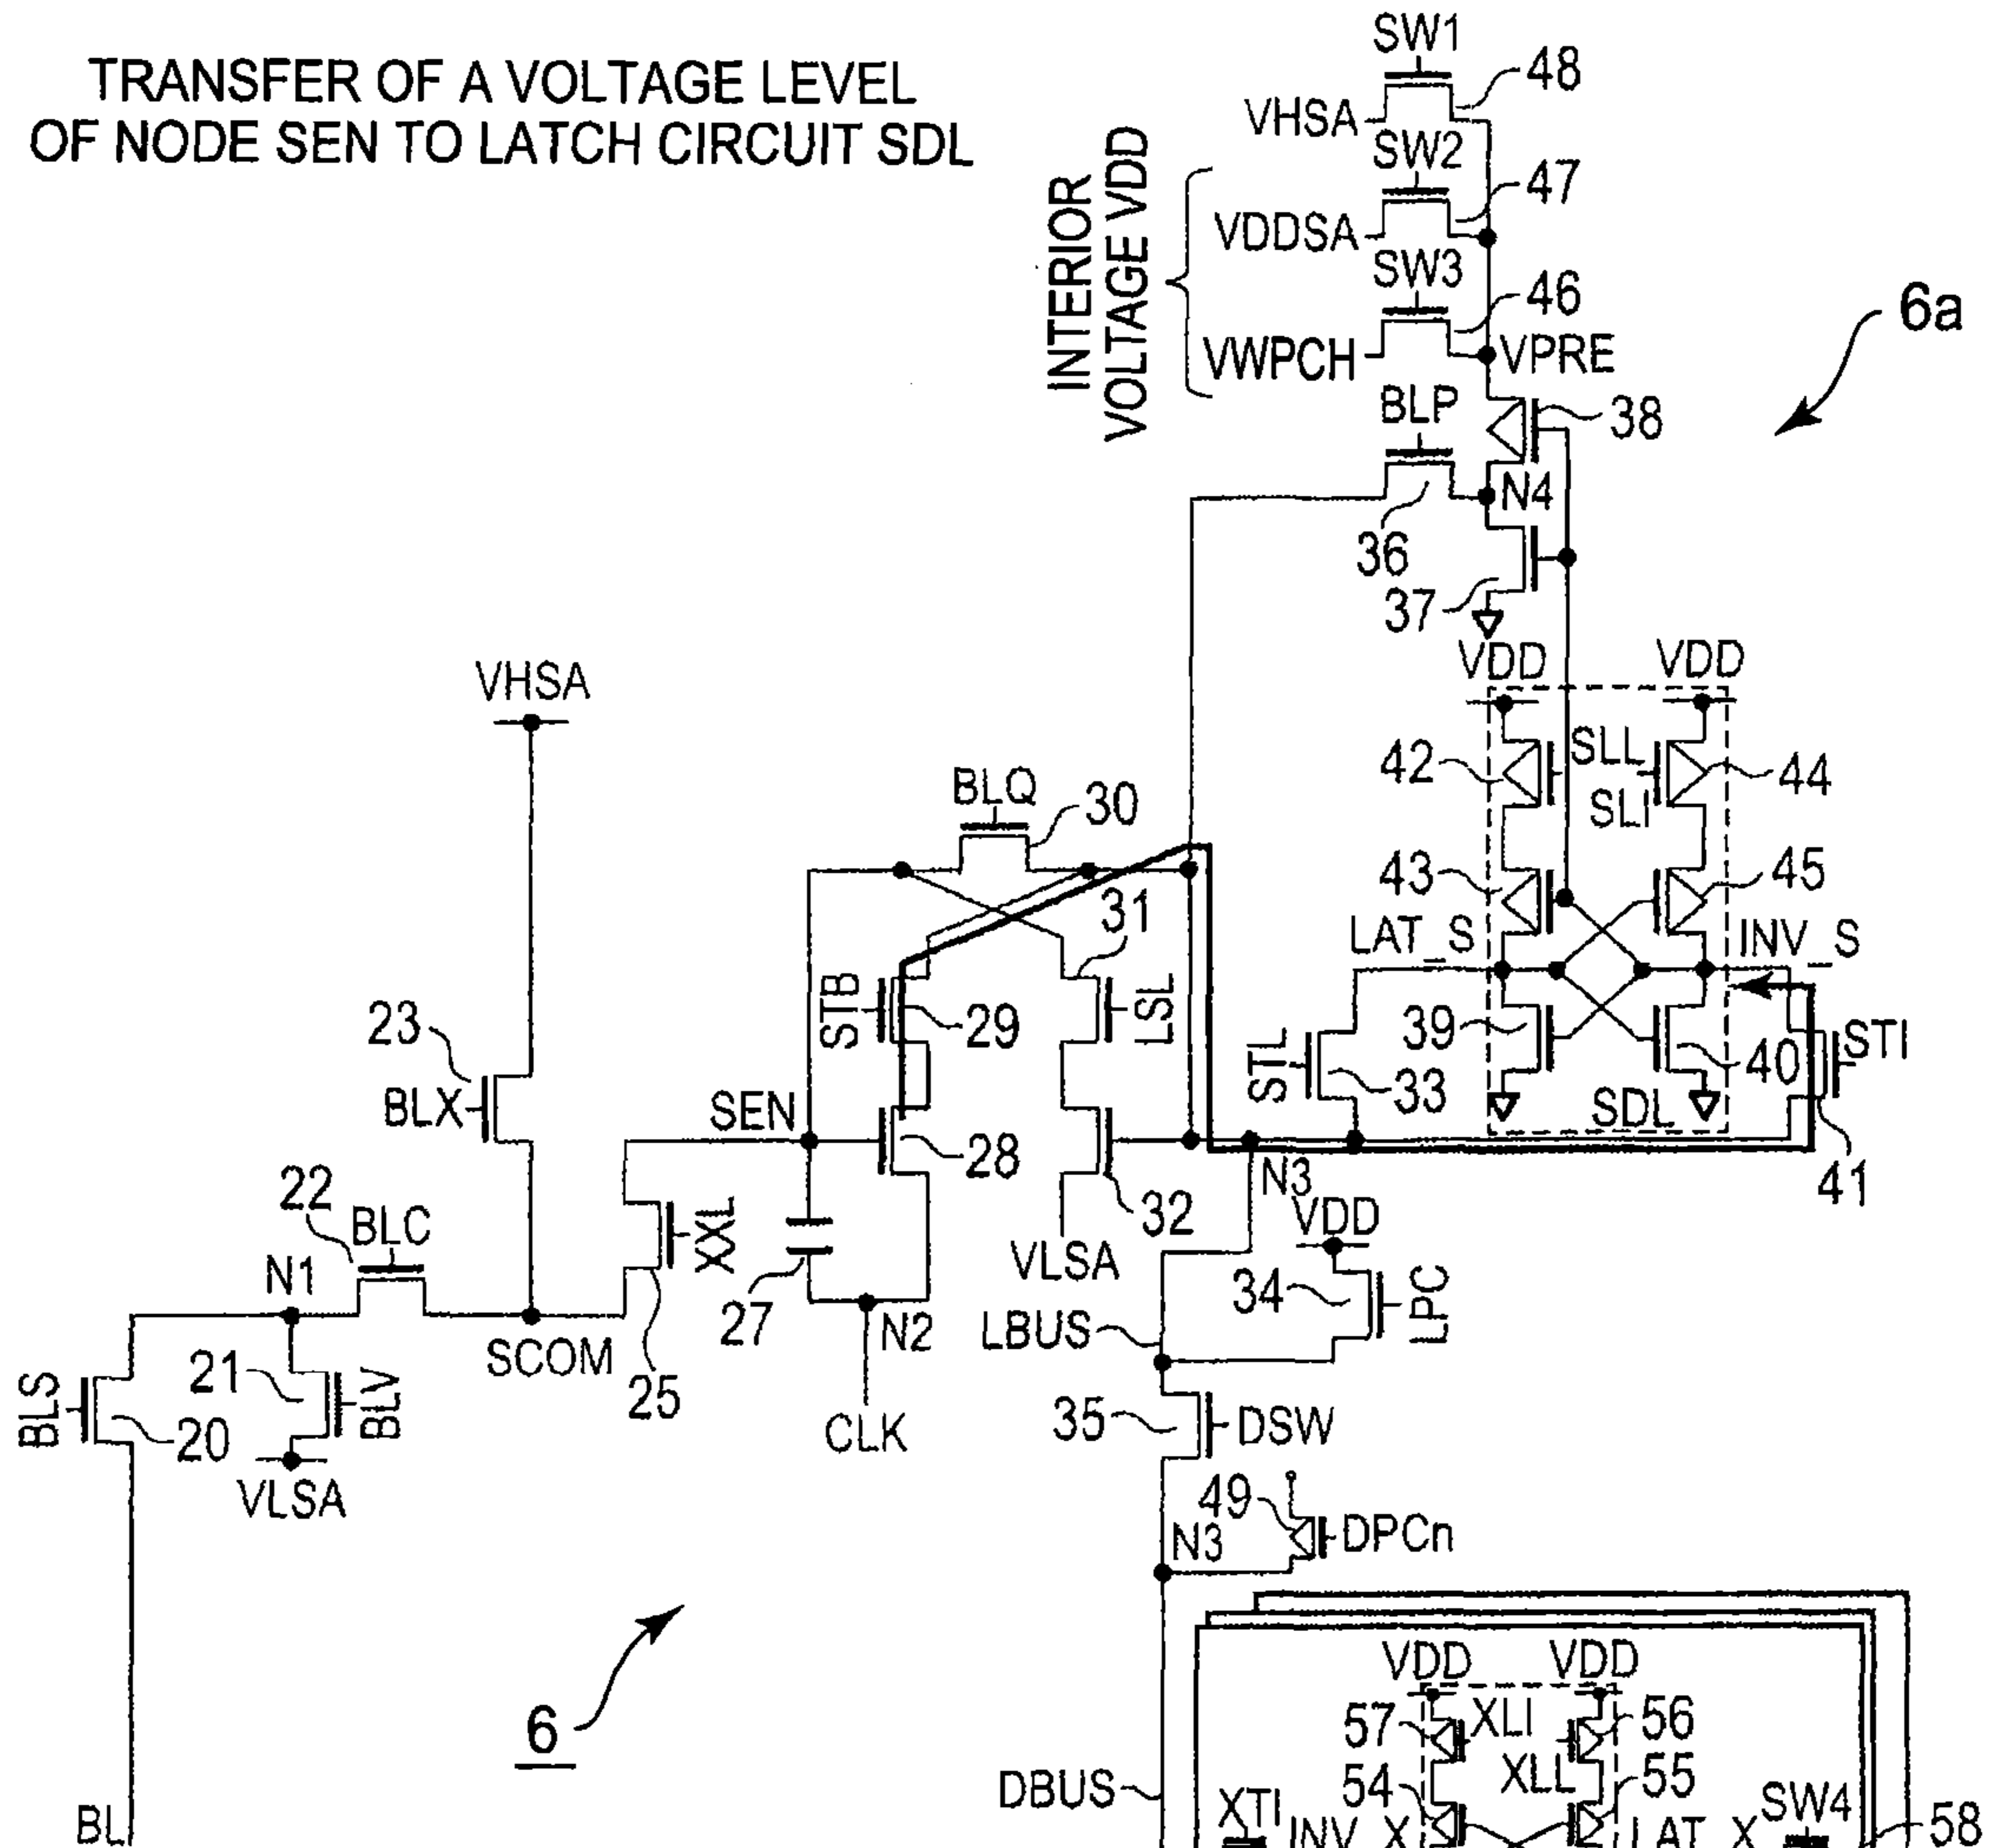 TRANSFER OF A VOLTAGE LEVEL
OF NODE SEN TO LATCH CIRCUIT SDL
SW1
48
VHSA
SW2
47
VDDSA
SW3
46
VWPCH
VPRE
INTERIOR
VOLTAGE VDD
6a
BLP
38
N4
36
37
VDD
VDD
VHSA
42
SLL
SLI
44
BLQ
30
43
45
31
LAT_S
INV_S
STB
29
LSL
39
40
STI
23
BLX
SEN
28
STL
33
SDL
41
22
BLC
XXL
32
N3
VDD
N1
27
N2
VLSA
34
LPC
LBUS
SCOM
25
21
BLV
BLS
20
CLK
35
DSW
VLSA
49
N3
DPCn
6
VDD
VDD
57
XLI
56
XLL
54
55
DBUS
XTI
SW4
BL
INV_X
LAT_X
58